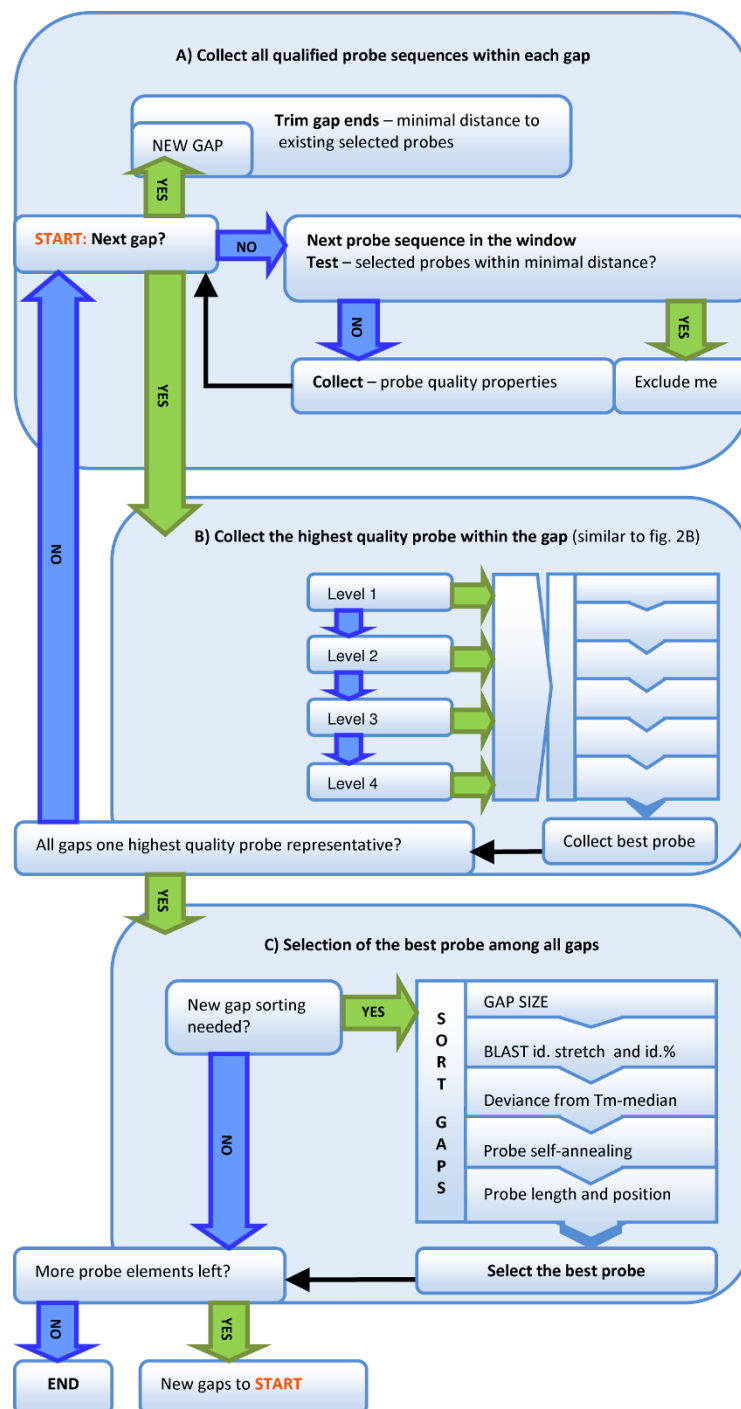 A) Collect all qualified probe sequences within each gap
Trim gap ends – minimal distance to
existing selected probes
NEW GAP
YES
START: Next gap?
NO
Next probe sequence in the window
Test – selected probes within minimal distance?
NO
YES
YES
Collect – probe quality properties
Exclude me
NO
B) Collect the highest quality probe within the gap (similar to fig. 2B)
Level 1
Level 2
Level 3
Level 4
Collect best probe
All gaps one highest quality probe representative?
YES
C) Selection of the best probe among all gaps
New gap sorting
needed?
YES
SORT GAPS
GAP SIZE
BLAST id. stretch and id.%
Deviance from Tm-median
Probe self-annealing
Probe length and position
NO
Select the best probe
More probe elements left?
NO
YES
END
New gaps to START